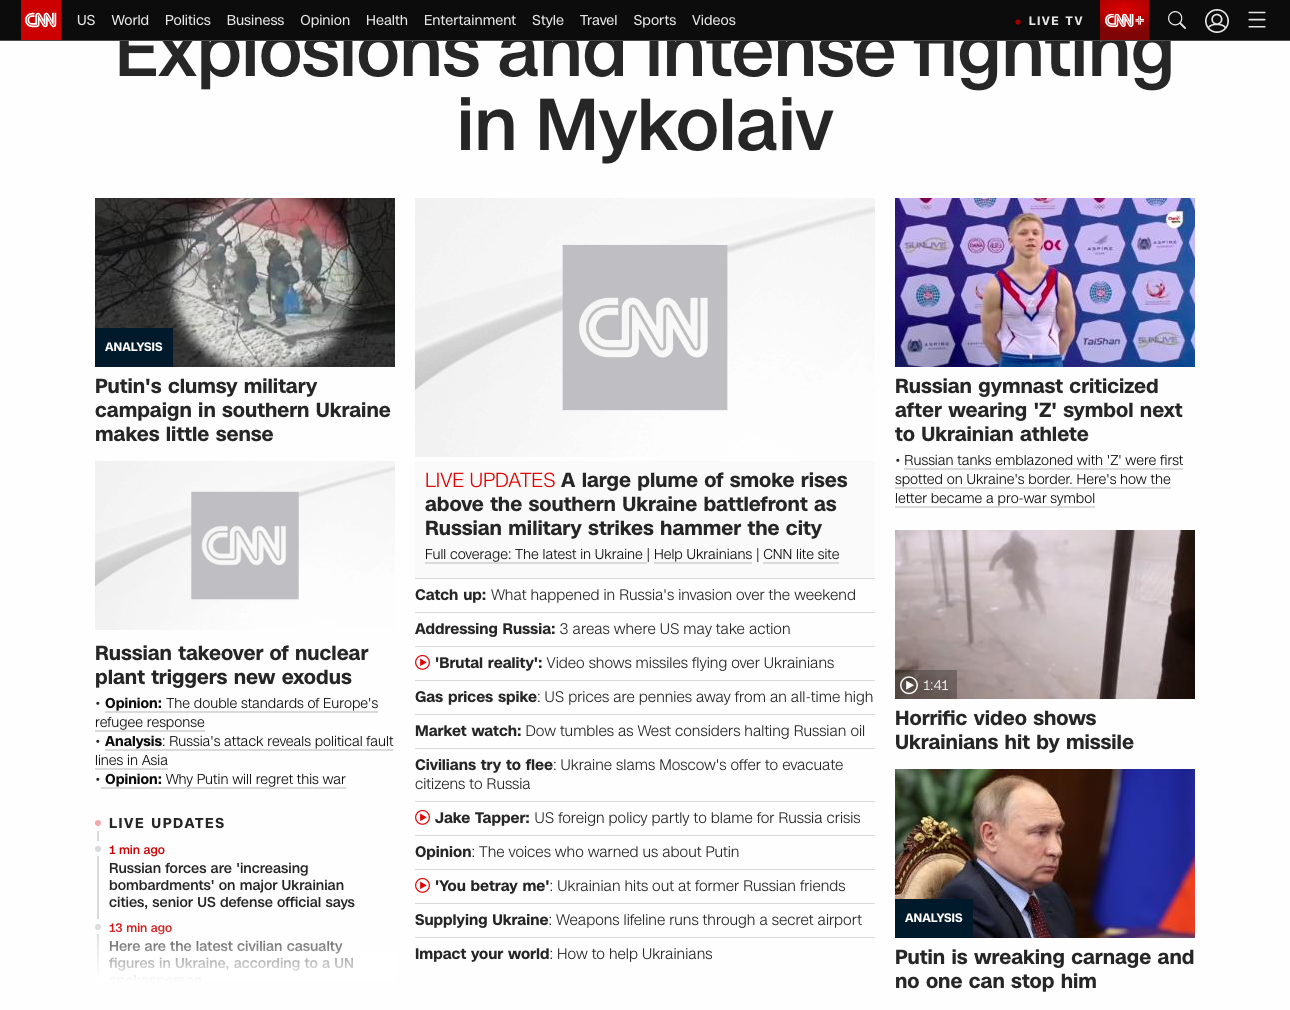 CNN US World Politics Business Opinion Health Entertainment Style Travel Sports Videos LIVE TV CNN+
Explosions and intense fighting
in Mykolaiv
ANALYSIS
Putin's clumsy military
campaign in southern Ukraine
makes little sense
CNN
Russian takeover of nuclear
plant triggers new exodus
• Opinion: The double standards of Europe's
refugee response
• Analysis: Russia's attack reveals political fault
lines in Asia
• Opinion: Why Putin will regret this war
LIVE UPDATES
1 min ago
Russian forces are 'increasing
bombardments' on major Ukrainian
cities, senior US defense official says
13 min ago
Here are the latest civilian casualty
figures in Ukraine, according to a UN
CNN
LIVE UPDATES A large plume of smoke rises
above the southern Ukraine battlefront as
Russian military strikes hammer the city
Full coverage: The latest in Ukraine | Help Ukrainians | CNN lite site
Catch up: What happened in Russia's invasion over the weekend
Addressing Russia: 3 areas where US may take action
'Brutal reality': Video shows missiles flying over Ukrainians
Gas prices spike: US prices are pennies away from an all-time high
Market watch: Dow tumbles as West considers halting Russian oil
Civilians try to flee: Ukraine slams Moscow's offer to evacuate
citizens to Russia
Jake Tapper: US foreign policy partly to blame for Russia crisis
Opinion: The voices who warned us about Putin
'You betray me': Ukrainian hits out at former Russian friends
Supplying Ukraine: Weapons lifeline runs through a secret airport
Impact your world: How to help Ukrainians
SUNLIVE
ASPIRE
TaiShan
Russian gymnast criticized
after wearing 'Z' symbol next
to Ukrainian athlete
• Russian tanks emblazoned with 'Z' were first
spotted on Ukraine's border. Here's how the
letter became a pro-war symbol
1:41
Horrific video shows
Ukrainians hit by missile
ANALYSIS
Putin is wreaking carnage and
no one can stop him